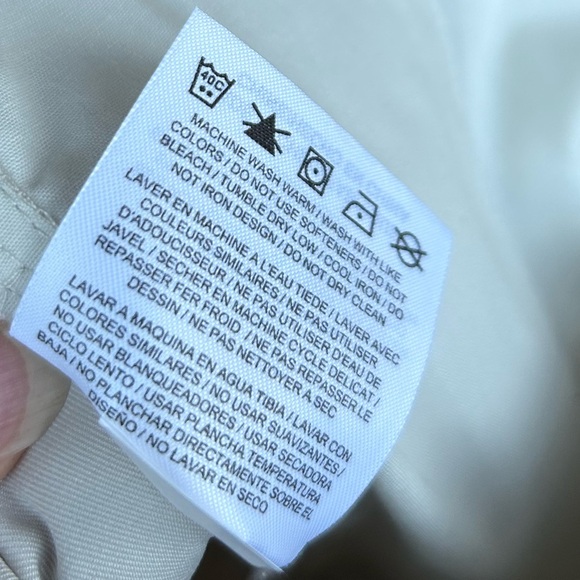 40C
MACHINE WASH WARM / WASH WITH LIKE
COLORS / DO NOT USE SOFTENERS / DO NOT
BLEACH / TUMBLE DRY LOW / COOL IRON / DO
NOT IRON DESIGN / DO NOT DRY CLEAN
LAVER EN MACHINE A L'EAU TIEDE / LAVER AVEC
COULEURS SIMILAIRES / NE PAS UTILISER
D'ADOUCISSEUR / NE PAS UTILISER D'EAU DE
JAVEL / SECHER EN MACHINE CYCLE DELICAT /
REPASSER FER FROID / NE PAS REPASSER LE
DESSIN / NE PAS NETTOYER A SEC
LAVAR A MAQUINA EN AGUA TIBIA / LAVAR CON
COLORES SIMILARES / NO USAR SUAVIZANTES /
NO USAR BLANQUEADORES / USAR SECADORA
CICLO LENTO / USAR PLANCHA TEMPERATURA
BAJA / NO PLANCHAR DIRECTAMENTE SOBRE EL
DISEÑO / NO LAVAR EN SECO